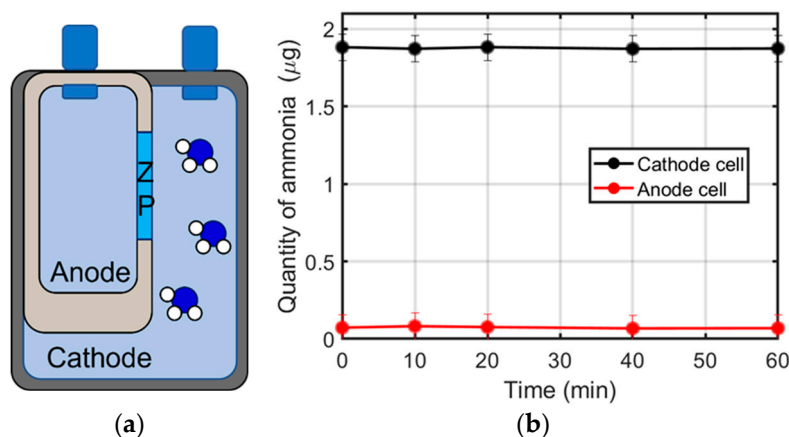 Z
P
Anode
Cathode
(a)
Quantity of ammonia (μg)
2
1.5
1
0.5
0
Cathode cell
Anode cell
0 10 20 30 40 50 60
Time (min)
(b)